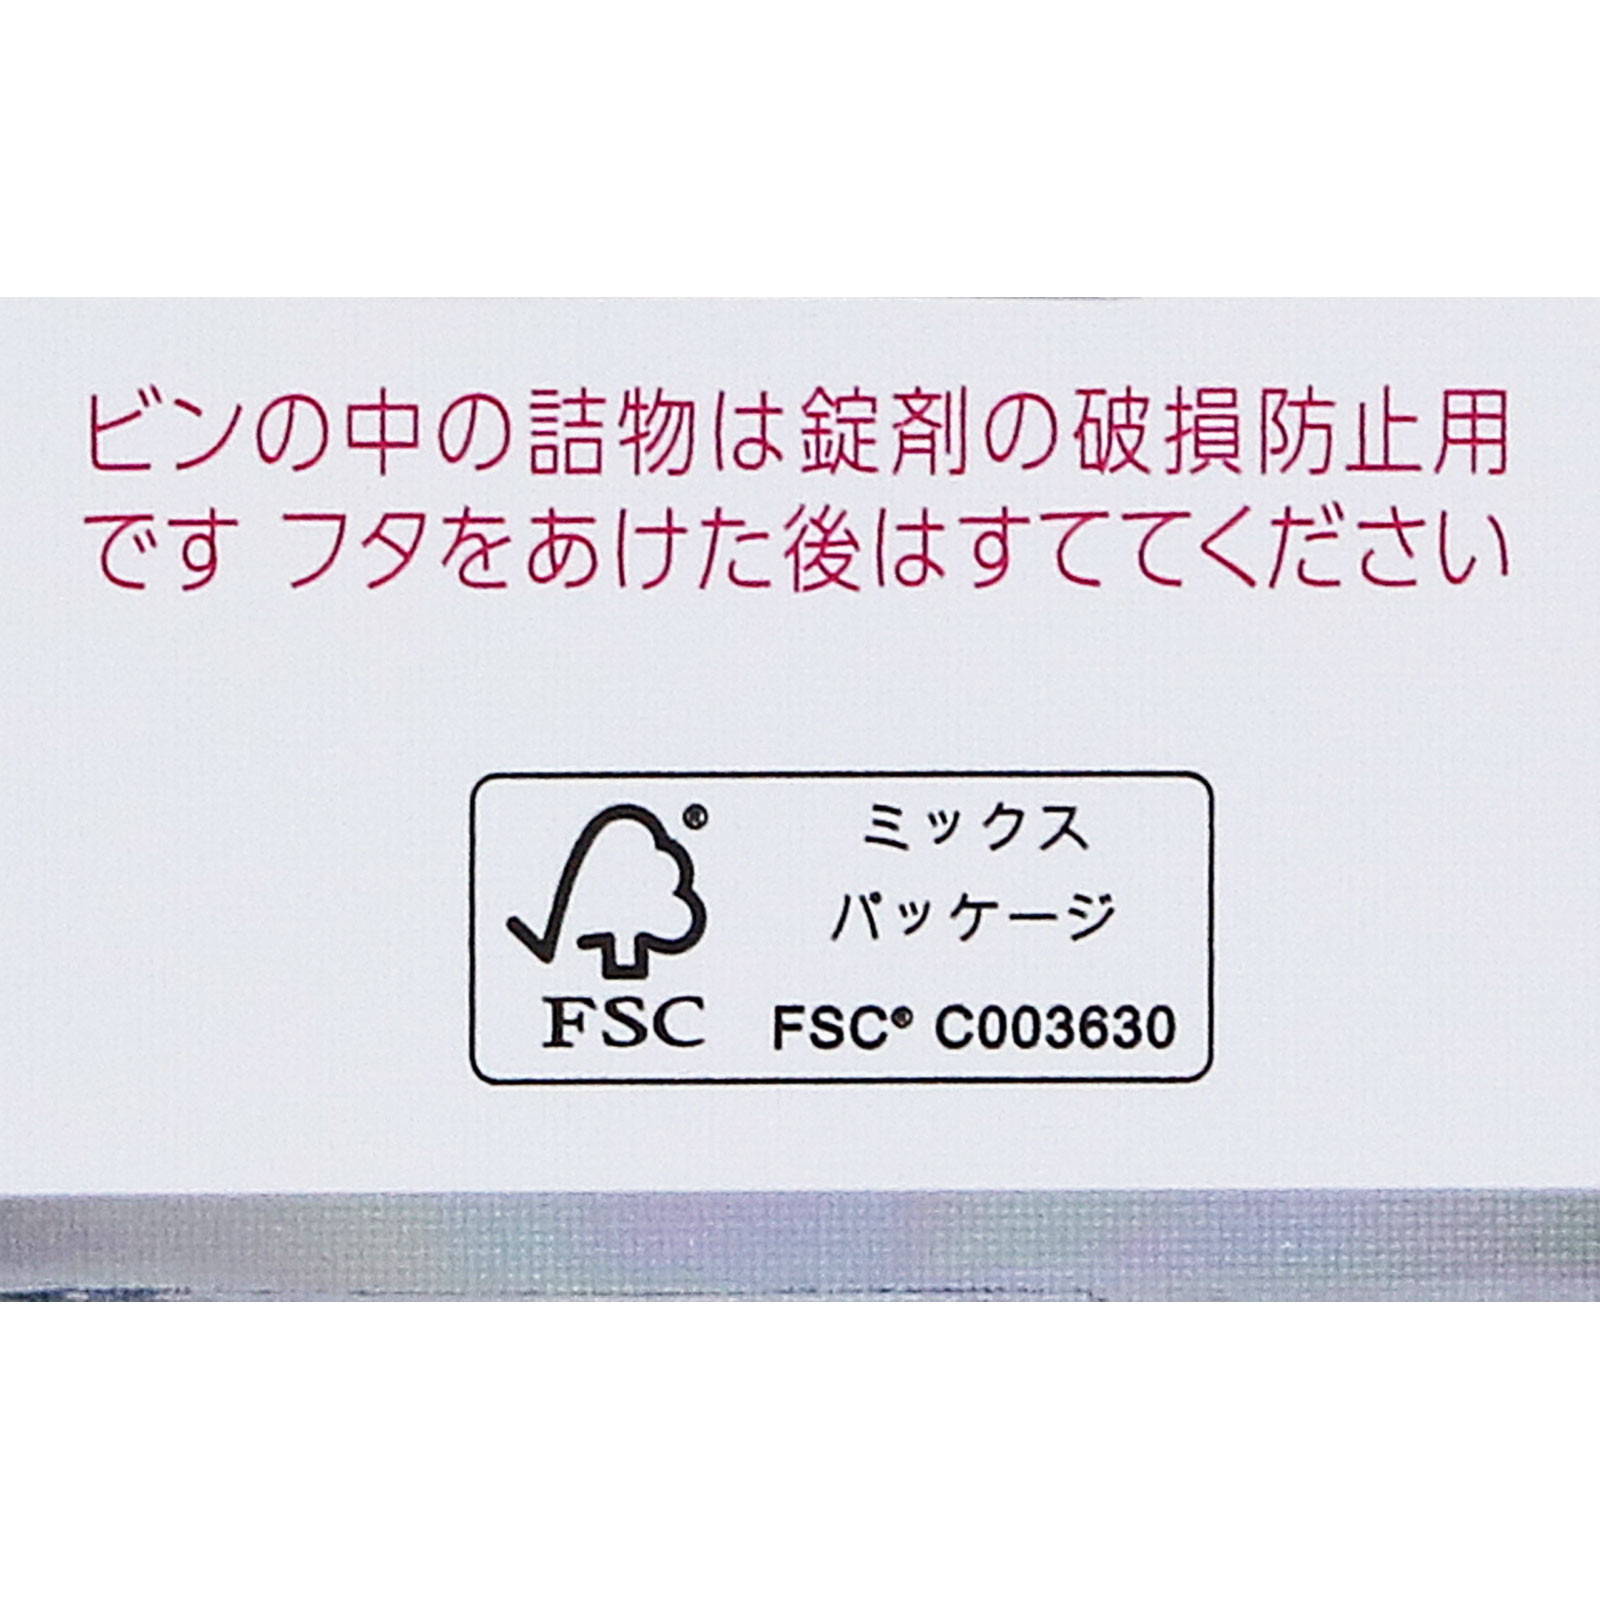 ビンの中の詰物は錠剤の破損防止用
です フタをあけた後はすててください
ミックス
パッケージ
FSC® C003630
®
FSC